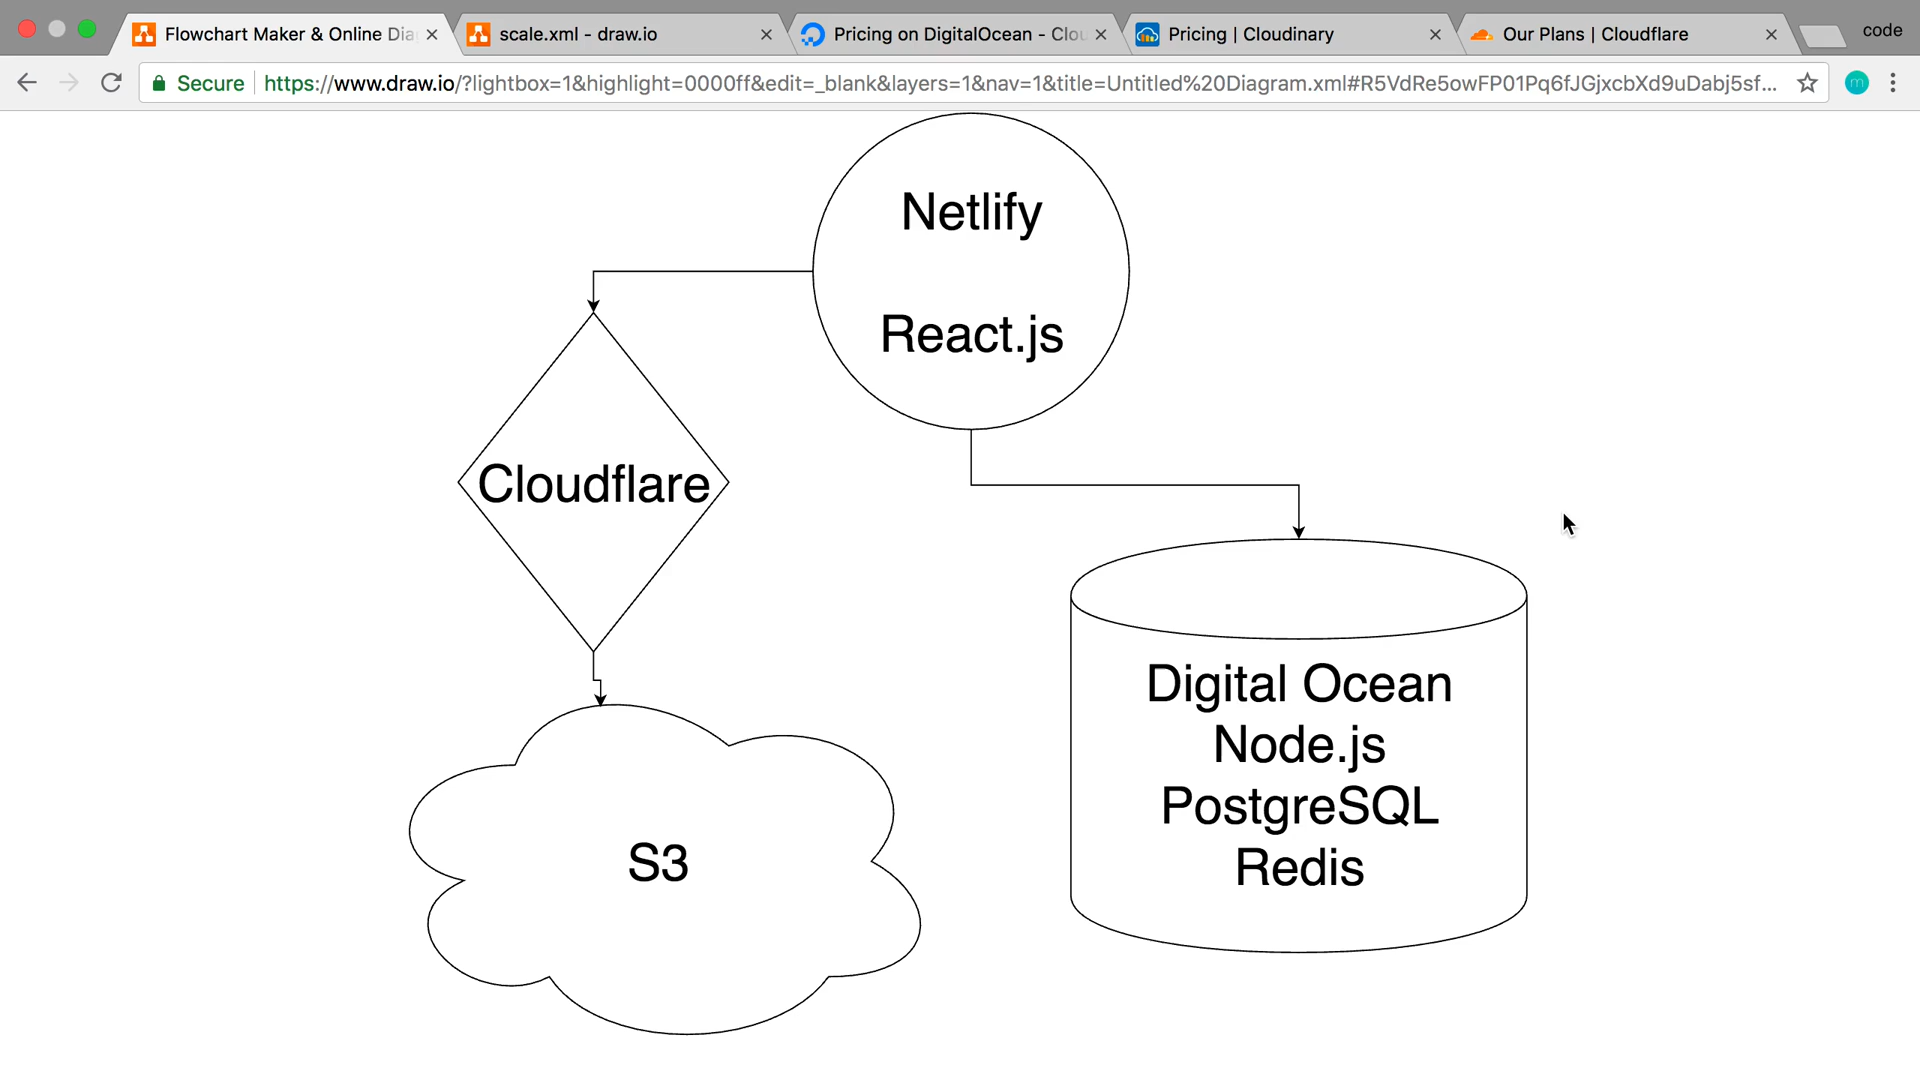 Flowchart Maker & Online Dia
scale.xml - draw.io
Pricing on DigitalOcean - Clou
Pricing | Cloudinary
Our Plans | Cloudflare
code
Secure
https://www.draw.io/?lightbox=1&highlight=0000ff&edit=_blank&layers=1&nav=1&title=Untitled%20Diagram.xml#R5VdRe5owFP01Pq6fJGjxcbXd9uDabj5sf...
m
Netlify
React.js
Cloudflare
Digital Ocean
Node.js
PostgreSQL
Redis
S3